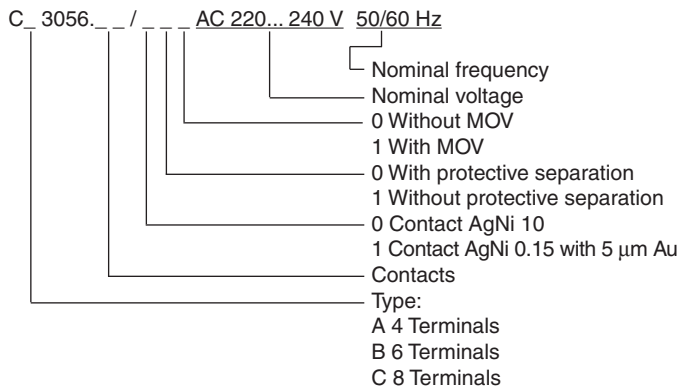 C_ 3056._ _ / _ _ _ AC 220... 240 V 50/60 Hz
Nominal frequency
Nominal voltage
0 Without MOV
1 With MOV
0 With protective separation
1 Without protective separation
0 Contact AgNi 10
1 Contact AgNi 0.15 with 5 μm Au
Contacts
Type:
A 4 Terminals
B 6 Terminals
C 8 Terminals